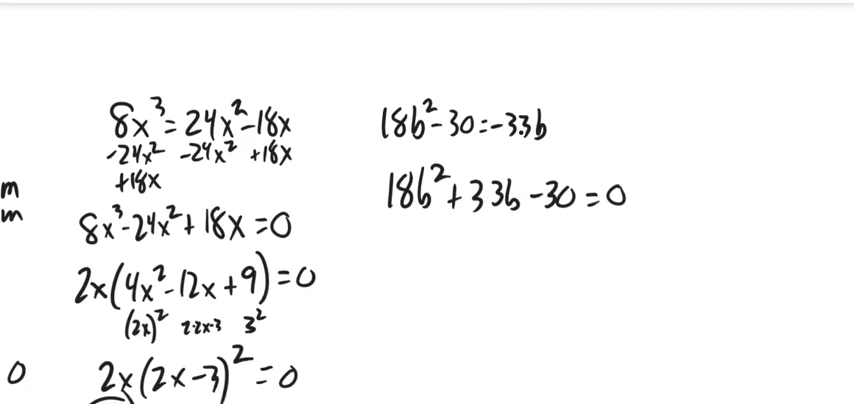 8x³ = 24x² - 18x
-24x² -24x² +18x
+18x
8x³ - 24x² + 18x = 0
2x(4x² - 12x + 9) = 0
(2x)² 2·2x·3 3²
2x(2x - 3)² = 0
18b² - 30 = -33b
18b² + 33b - 30 = 0
m
m
0